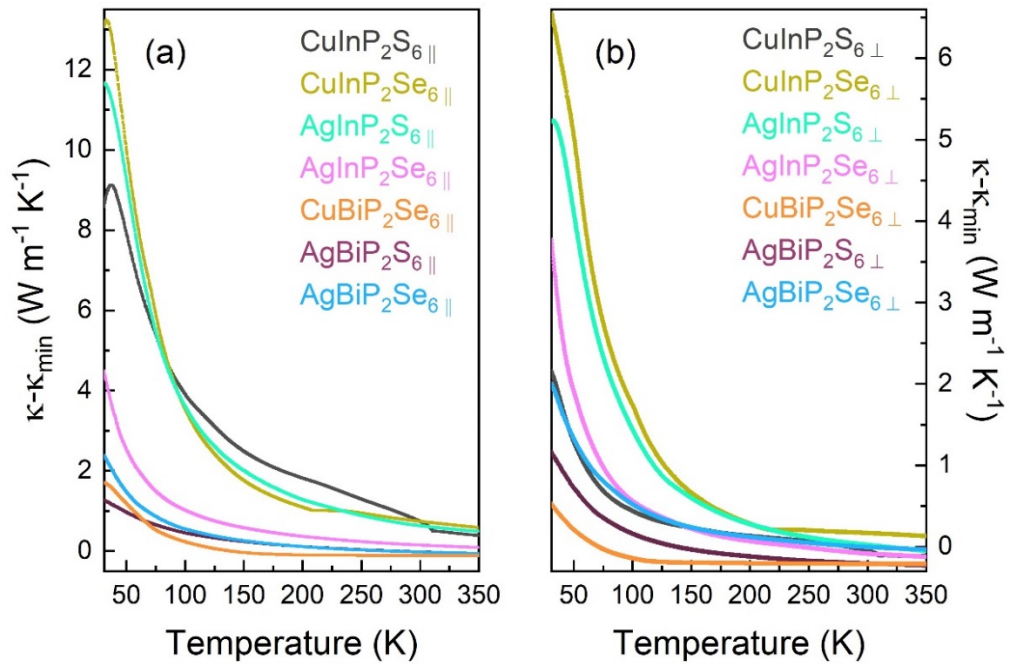 (a)
CuInP₂S₆ ∥
CuInP₂Se₆ ∥
AgInP₂S₆ ∥
AgInP₂Se₆ ∥
CuBiP₂Se₆ ∥
AgBiP₂S₆ ∥
AgBiP₂Se₆ ∥
κ-κmin (W m⁻¹ K⁻¹)
12
10
8
6
4
2
0
50 100 150 200 250 300 350
Temperature (K)
(b)
CuInP₂S₆ ⊥
CuInP₂Se₆ ⊥
AgInP₂S₆ ⊥
AgInP₂Se₆ ⊥
CuBiP₂Se₆ ⊥
AgBiP₂S₆ ⊥
AgBiP₂Se₆ ⊥
6
5
4
3
2
1
0
κ-κmin (W m⁻¹ K⁻¹)
50 100 150 200 250 300 350
Temperature (K)